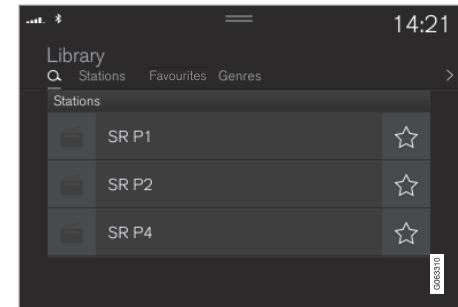 14:21
Library
Stations Favourites Genres
Stations
SR P1
SR P2
SR P4
G063310